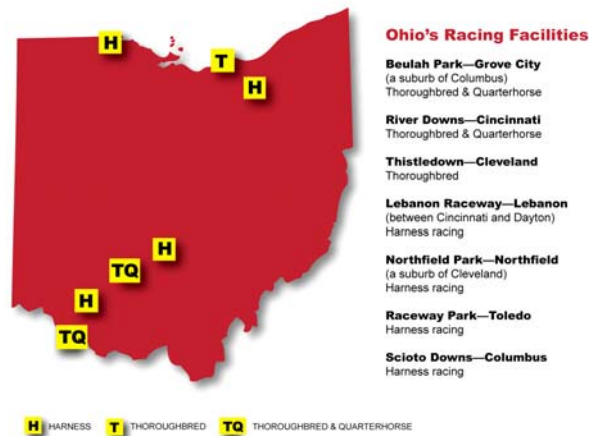 H
T
H
H
TQ
H
TQ
Ohio's Racing Facilities
Beulah Park—Grove City
(a suburb of Columbus)
Thoroughbred & Quarterhorse
River Downs—Cincinnati
Thoroughbred & Quarterhorse
Thistledown—Cleveland
Thoroughbred
Lebanon Raceway—Lebanon
(between Cincinnati and Dayton)
Harness racing
Northfield Park—Northfield
(a suburb of Cleveland)
Harness racing
Raceway Park—Toledo
Harness racing
Scioto Downs—Columbus
Harness racing
H HARNESS T THOROUGHBRED TQ THOROUGHBRED & QUARTERHORSE